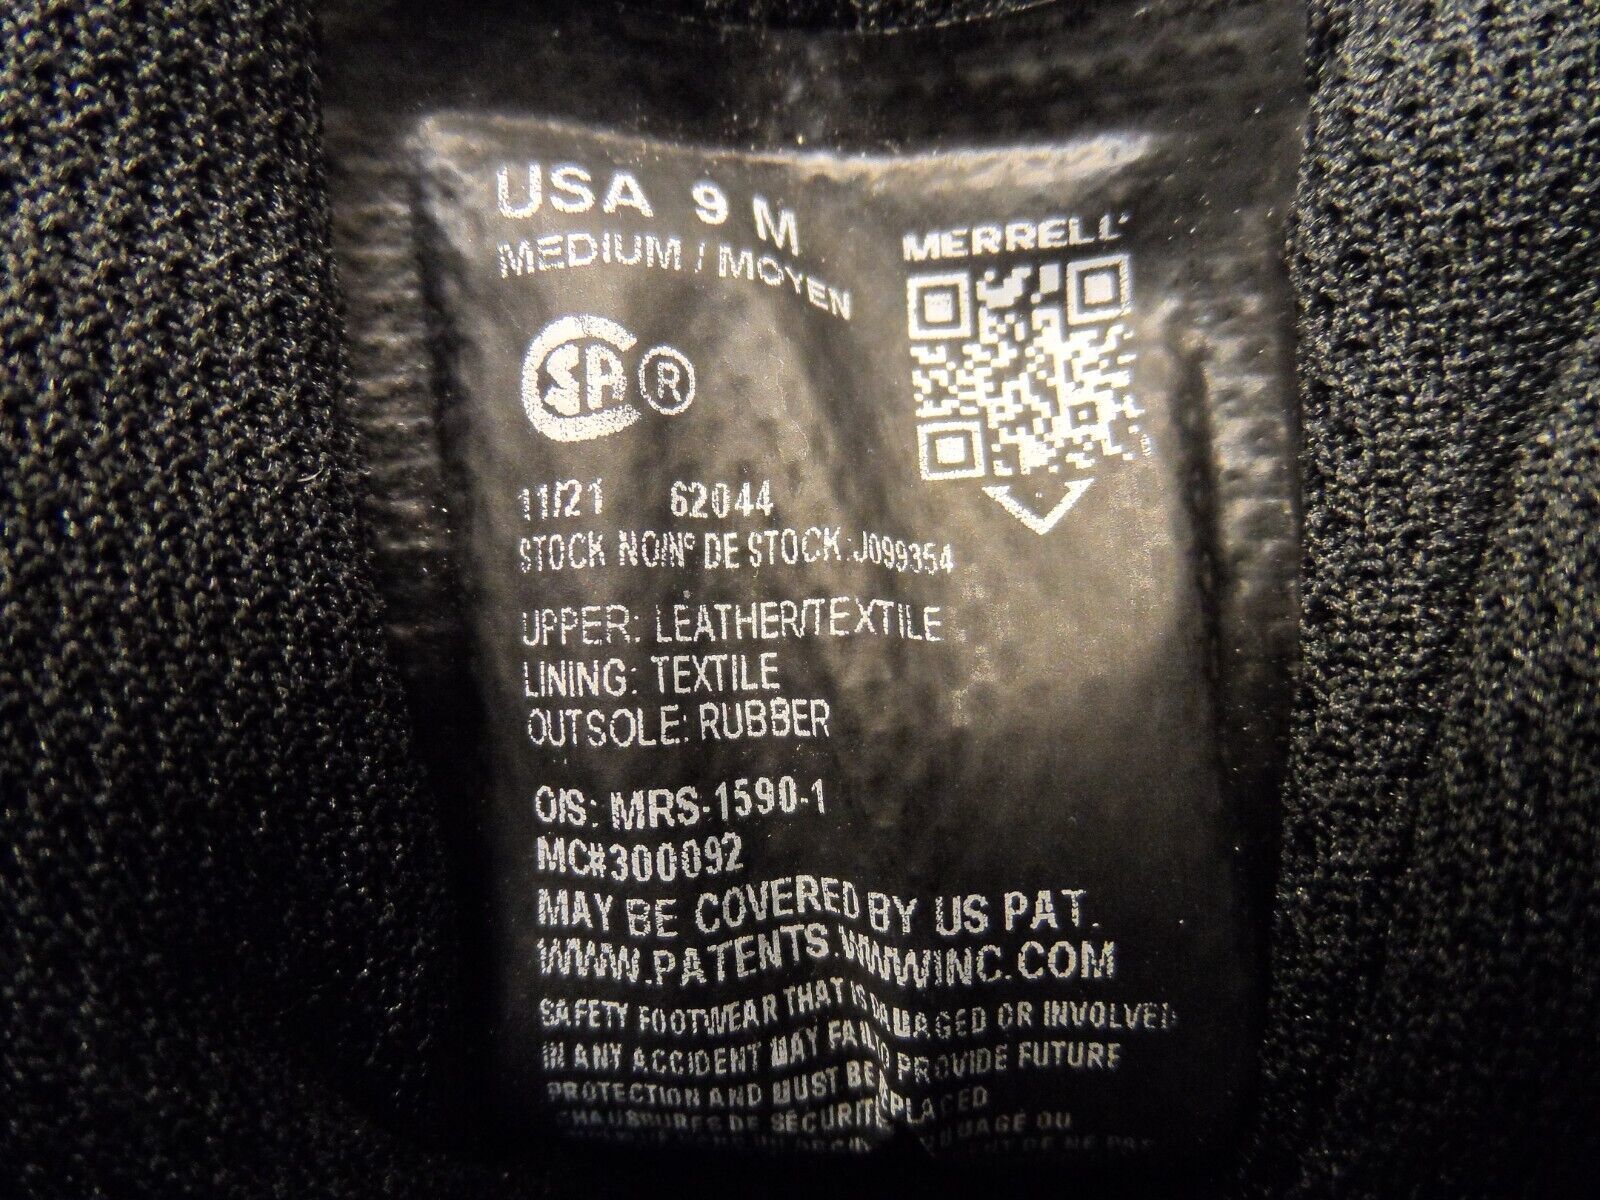 USA 9 M
MEDIUM / MOYEN
MERRELL
CSA ®
11/21 62044
STOCK NO/N° DE STOCK:J099354
UPPER: LEATHER/TEXTILE
LINING: TEXTILE
OUTSOLE: RUBBER
O/S: MRS-1590-1
MC#300092
MAY BE COVERED BY US PAT.
WWW.PATENTS.WWWINC.COM
SAFETY FOOTWEAR THAT IS DAMAGED OR INVOLVED
IN ANY ACCIDENT MAY FAIL TO PROVIDE FUTURE
PROTECTION AND MUST BE REPLACED
CHAUSSURES DE SÉCURITÉ OU